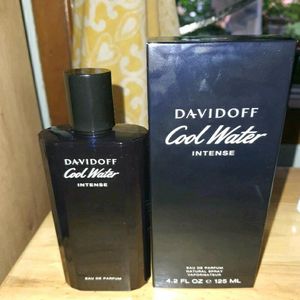 DAVIDOFF
Cool Water
INTENSE
EAU DE PARFUM
DAVIDOFF
Cool Water
INTENSE
EAU DE PARFUM
NATURAL SPRAY
VAPORISATEUR
4.2 FL OZ e 125 ML